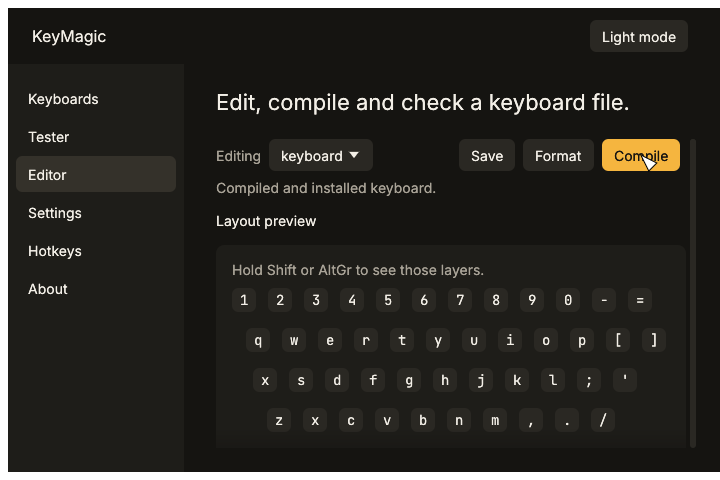 KeyMagic
Light mode
Keyboards
Tester
Editor
Settings
Hotkeys
About
Edit, compile and check a keyboard file.
Editing keyboard Save Format Compile
Compiled and installed keyboard.
Layout preview
Hold Shift or AltGr to see those layers.
1 2 3 4 5 6 7 8 9 0 - =
q w e r t y u i o p [ ]
x s d f g h j k l ; '
z x c v b n m , . /